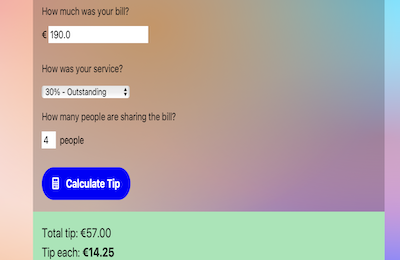 How much was your bill?
€ 190.0
How was your service?
30% - Outstanding
How many people are sharing the bill?
4 people
Calculate Tip
Total tip: €57.00
Tip each: €14.25